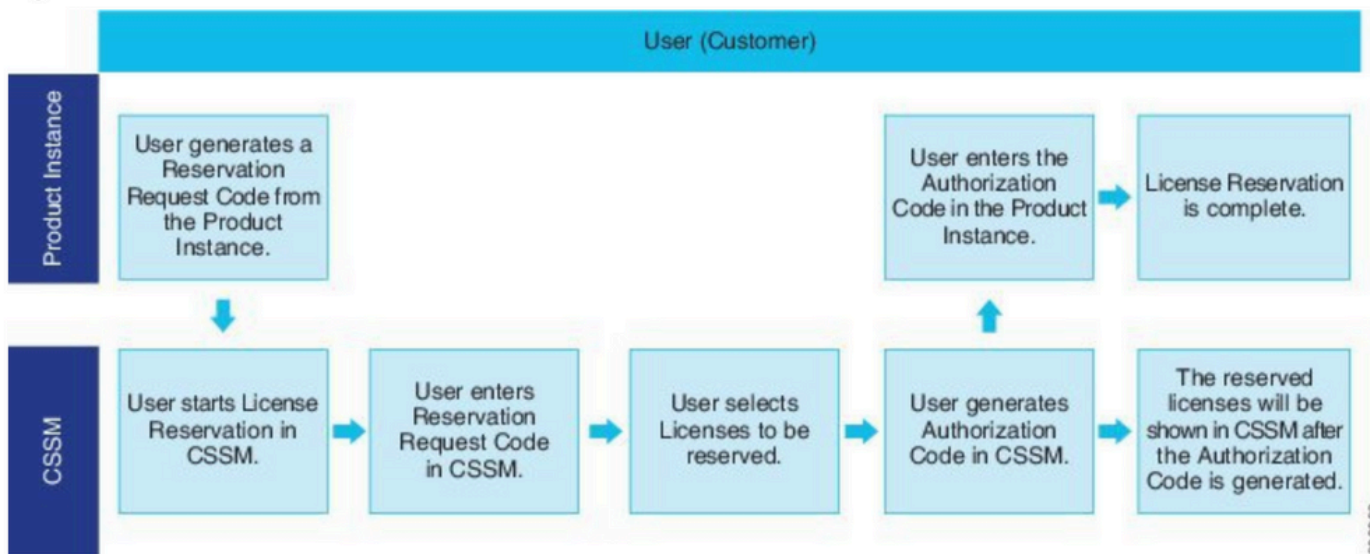 User (Customer)
Product Instance
User generates a
Reservation
Request Code from
the Product
Instance.
User enters the
Authorization
Code in the Product
Instance.
License Reservation
is complete.
CSSM
User starts License
Reservation in
CSSM.
User enters
Reservation
Request Code
in CSSM.
User selects
Licenses to be
reserved.
User generates
Authorization
Code in CSSM.
The reserved
licenses will be
shown in CSSM after
the Authorization
Code is generated.